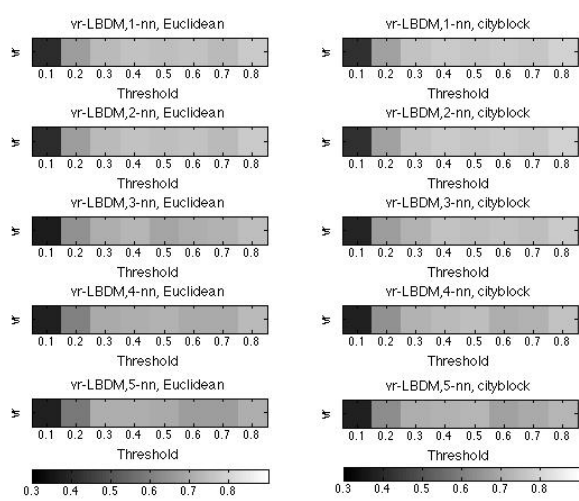 vr-LBDM,1-nn, Euclidean
vr
0.1 0.2 0.3 0.4 0.5 0.6 0.7 0.8
Threshold
vr-LBDM,2-nn, Euclidean
vr
0.1 0.2 0.3 0.4 0.5 0.6 0.7 0.8
Threshold
vr-LBDM,3-nn, Euclidean
vr
0.1 0.2 0.3 0.4 0.5 0.6 0.7 0.8
Threshold
vr-LBDM,4-nn, Euclidean
vr
0.1 0.2 0.3 0.4 0.5 0.6 0.7 0.8
Threshold
vr-LBDM,5-nn, Euclidean
vr
0.1 0.2 0.3 0.4 0.5 0.6 0.7 0.8
Threshold
0.3 0.4 0.5 0.6 0.7 0.8
vr-LBDM,1-nn, cityblock
vr
0.1 0.2 0.3 0.4 0.5 0.6 0.7 0.8
Threshold
vr-LBDM,2-nn, cityblock
vr
0.1 0.2 0.3 0.4 0.5 0.6 0.7 0.8
Threshold
vr-LBDM,3-nn, cityblock
vr
0.1 0.2 0.3 0.4 0.5 0.6 0.7 0.8
Threshold
vr-LBDM,4-nn, cityblock
vr
0.1 0.2 0.3 0.4 0.5 0.6 0.7 0.8
Threshold
vr-LBDM,5-nn, cityblock
vr
0.1 0.2 0.3 0.4 0.5 0.6 0.7 0.8
Threshold
0.3 0.4 0.5 0.6 0.7 0.8